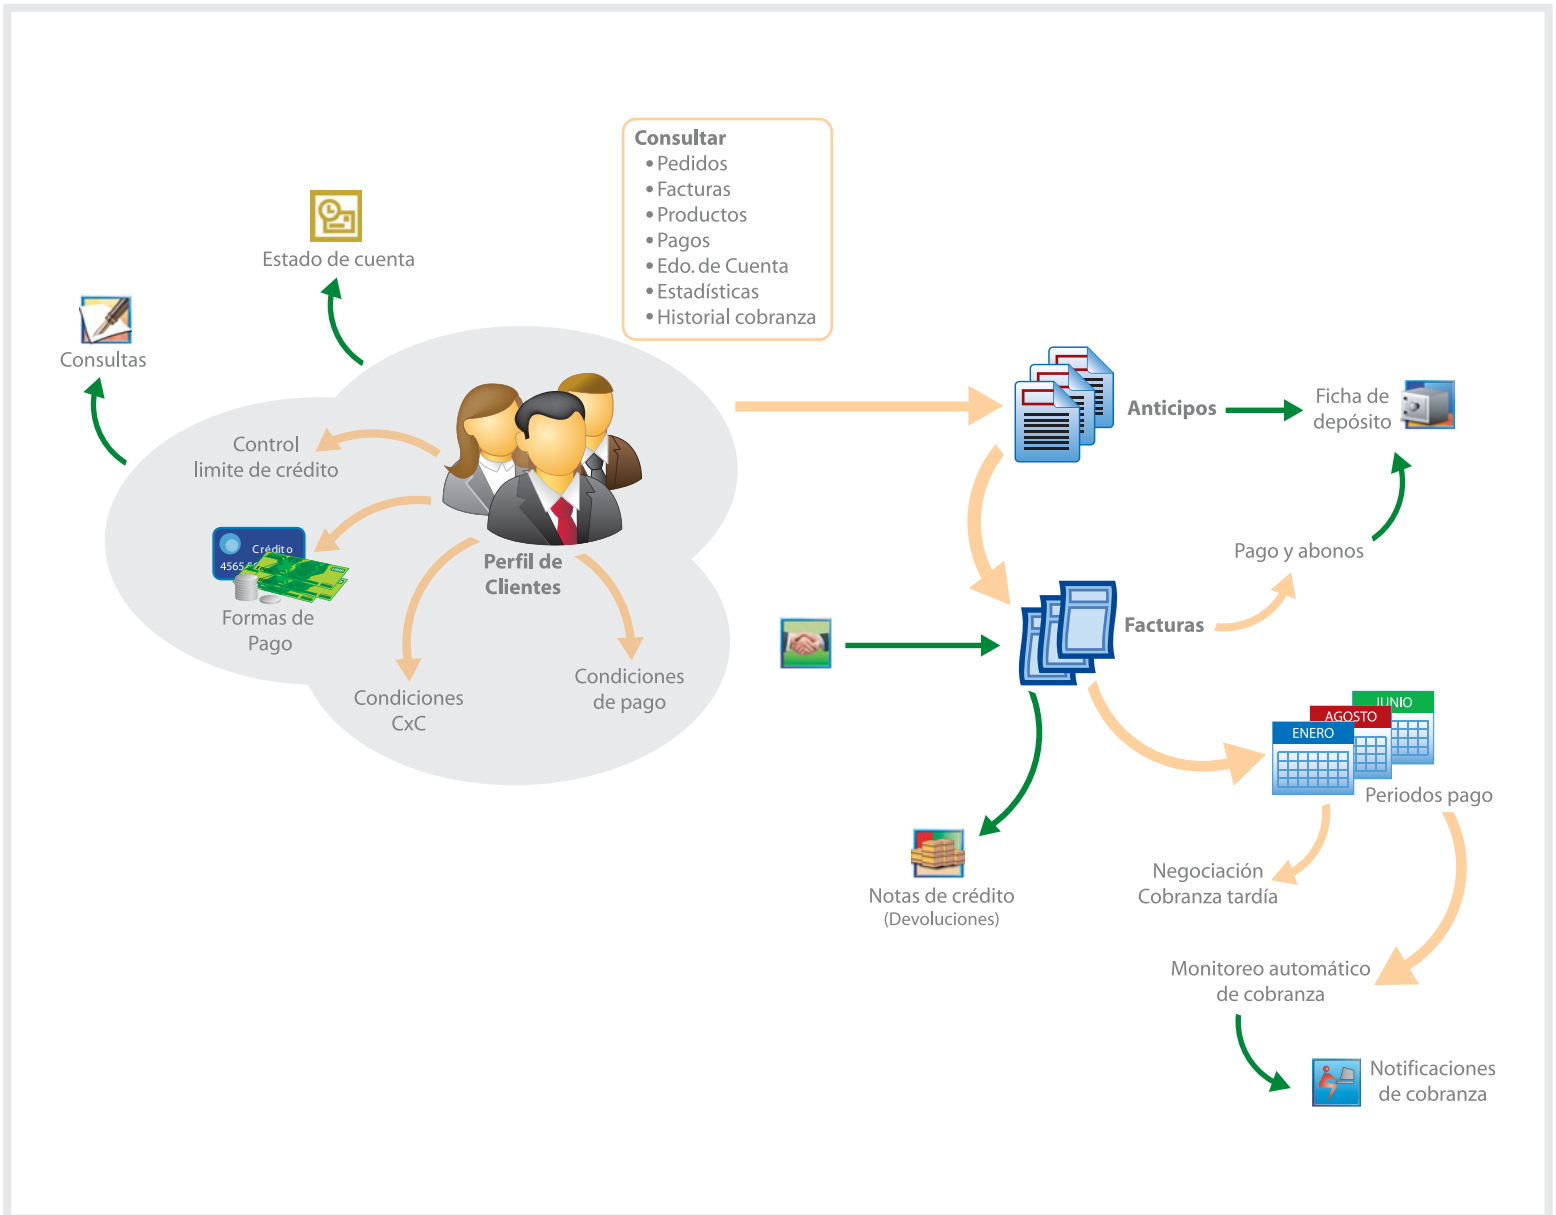 Consultar
• Pedidos
• Facturas
• Productos
• Pagos
• Edo. de Cuenta
• Estadísticas
• Historial cobranza
Estado de cuenta
Consultas
Control
limite de crédito
Crédito
Formas de
Pago
Perfil de
Clientes
Condiciones
CxC
Condiciones
de pago
Anticipos
Ficha de
depósito
Pago y abonos
Facturas
JUNIO
AGOSTO
ENERO
Periodos pago
Negociación
Cobranza tardía
Notas de crédito
(Devoluciones)
Monitoreo automático
de cobranza
Notificaciones
de cobranza